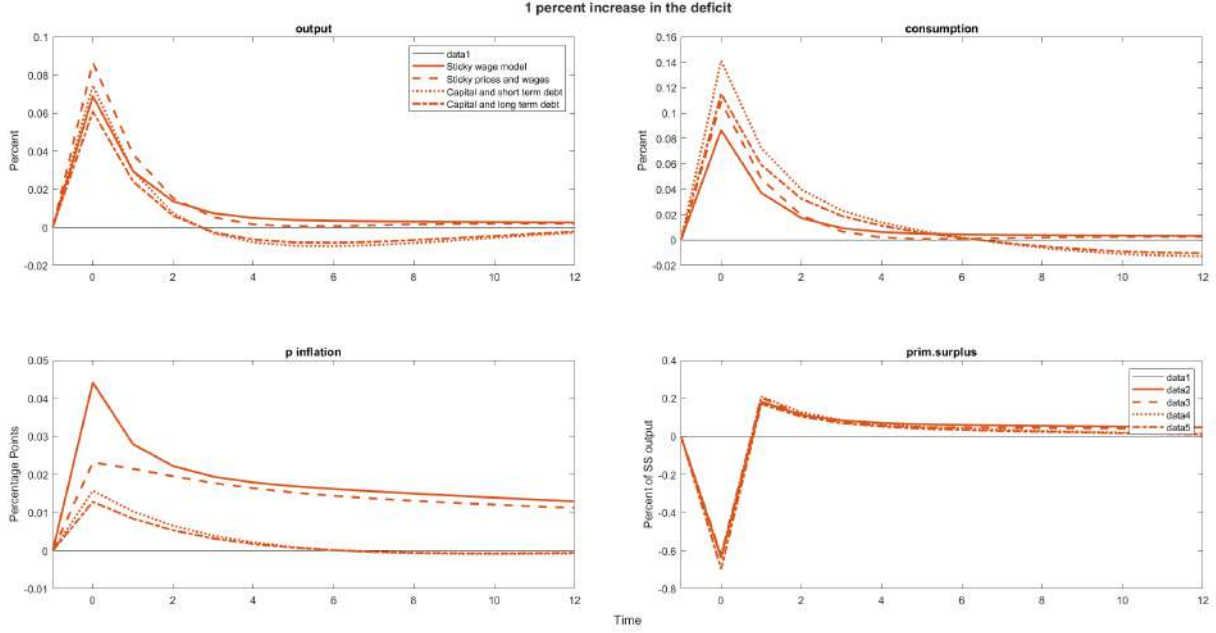 1 percent increase in the deficit
output
Percent
0.1
0.08
0.06
0.04
0.02
0
-0.02
0 2 4 6 8 10 12
data1
Sticky wage model
Sticky prices and wages
Capital and short term debt
Capital and long term debt
consumption
Percent
0.16
0.14
0.12
0.1
0.08
0.06
0.04
0.02
0
-0.02
0 2 4 6 8 10 12
p inflation
Percentage Points
0.05
0.04
0.03
0.02
0.01
0
-0.01
0 2 4 6 8 10 12
prim.surplus
Percent of SS output
0.4
0.2
0
-0.2
-0.4
-0.6
-0.8
0 2 4 6 8 10 12
data1
data2
data3
data4
data5
Time